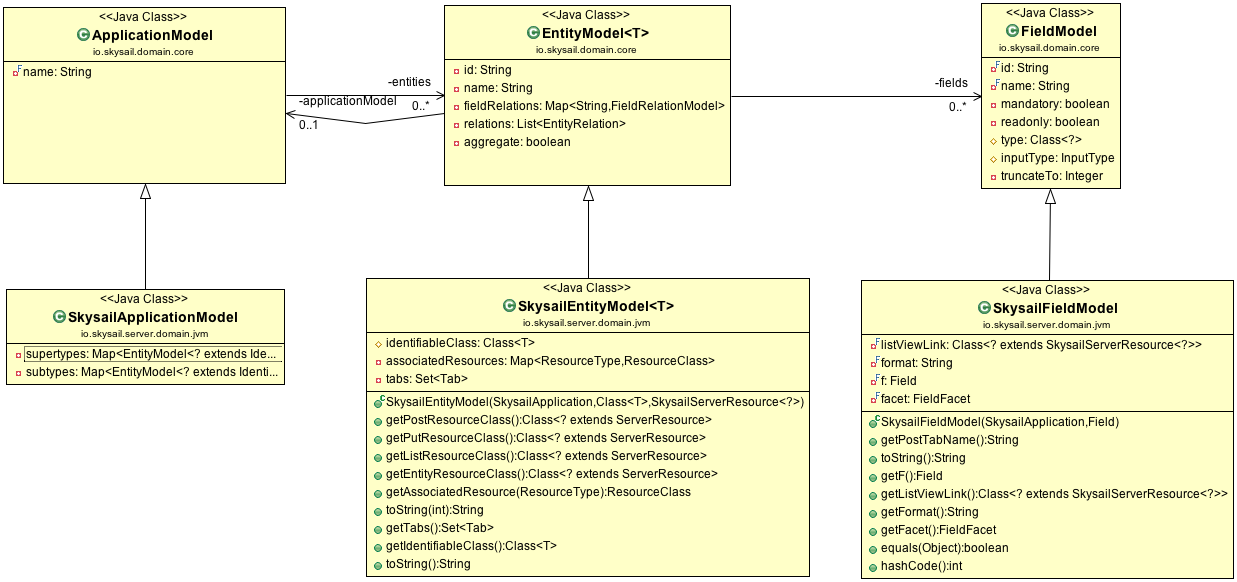 <<Java Class>>
ApplicationModel
io.skysail.domain.core
name: String
-entities
0..*
-applicationModel
0..1
<<Java Class>>
EntityModel<T>
io.skysail.domain.core
id: String
name: String
fieldRelations: Map<String,FieldRelationModel>
relations: List<EntityRelation>
aggregate: boolean
-fields
0..*
<<Java Class>>
FieldModel
io.skysail.domain.core
id: String
name: String
mandatory: boolean
readonly: boolean
type: Class<?>
inputType: InputType
truncateTo: Integer
<<Java Class>>
SkysailApplicationModel
io.skysail.server.domain.jvm
supertypes: Map<EntityModel<? extends Ide...
subtypes: Map<EntityModel<? extends Identi...
<<Java Class>>
SkysailEntityModel<T>
io.skysail.server.domain.jvm
identifiableClass: Class<T>
associatedResources: Map<ResourceType,ResourceClass>
tabs: Set<Tab>
SkysailEntityModel(SkysailApplication,Class<T>,SkysailServerResource<?>)
getPostResourceClass():Class<? extends ServerResource>
getPutResourceClass():Class<? extends ServerResource>
getListResourceClass():Class<? extends ServerResource>
getEntityResourceClass():Class<? extends ServerResource>
getAssociatedResource(ResourceType):ResourceClass
toString(int):String
getTabs():Set<Tab>
getIdentifiableClass():Class<T>
toString():String
<<Java Class>>
SkysailFieldModel
io.skysail.server.domain.jvm
listViewLink: Class<? extends SkysailServerResource<?>>
format: String
f: Field
facet: FieldFacet
SkysailFieldModel(SkysailApplication,Field)
getPostTabName():String
toString():String
getF():Field
getListViewLink():Class<? extends SkysailServerResource<?>>
getFormat():String
getFacet():FieldFacet
equals(Object):boolean
hashCode():int